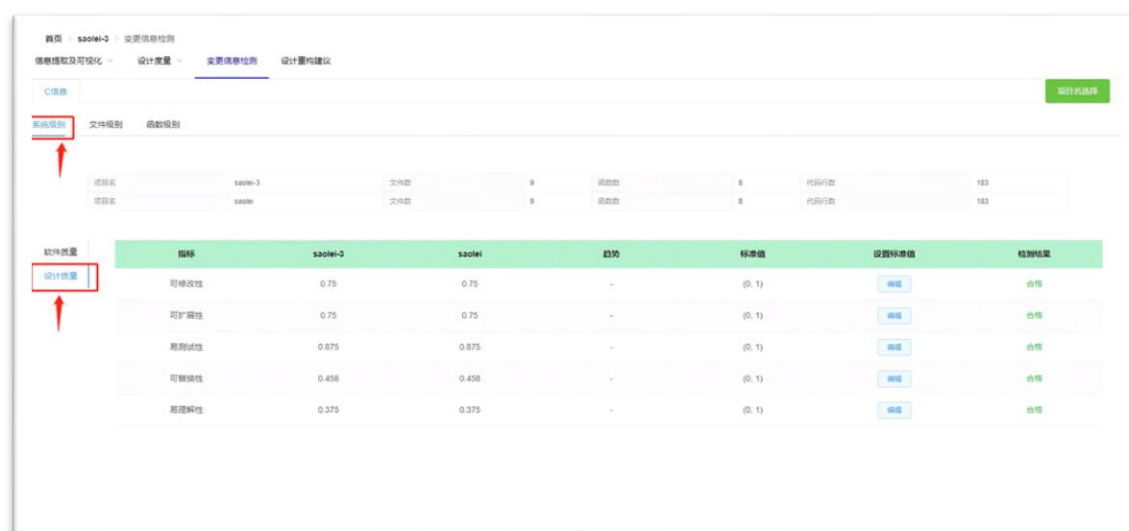 首页 > saolei-3 > 变更信息检测
信息提取及可视化 设计度量 变更信息检测 设计重构建议
C信息 项目名选择
系统级别 文件级别 函数级别
项目名 saolei-3 文件数 9 函数数 8 代码行数 183
项目名 saolei 文件数 9 函数数 8 代码行数 183
软件质量 指标 saolei-3 saolei 趋势 标准值 设置标准值 检测结果
设计质量
可修改性 0.75 0.75 - (0, 1) 编辑 合格
可扩展性 0.75 0.75 - (0, 1) 编辑 合格
易测试性 0.875 0.875 - (0, 1) 编辑 合格
可替换性 0.458 0.458 - (0, 1) 编辑 合格
易理解性 0.375 0.375 - (0, 1) 编辑 合格